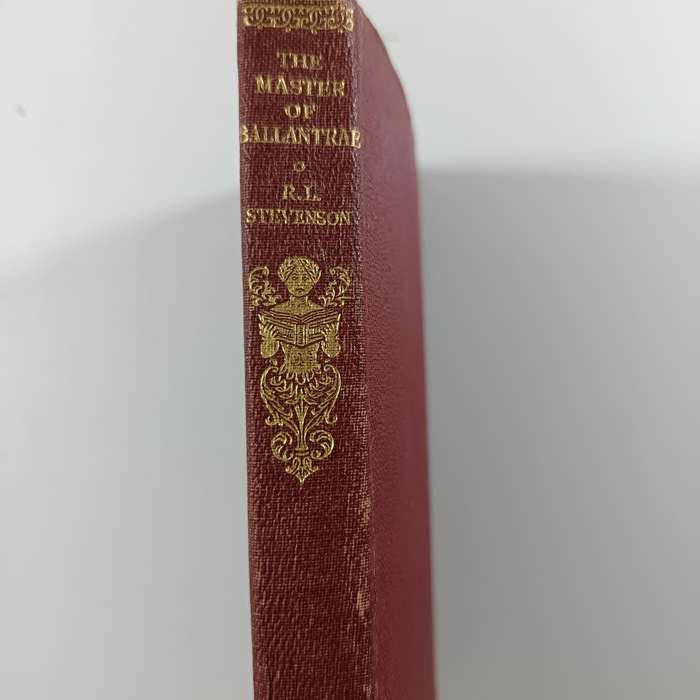 THE
MASTER
OF
BALLANTRAE
R.L.
STEVENSON